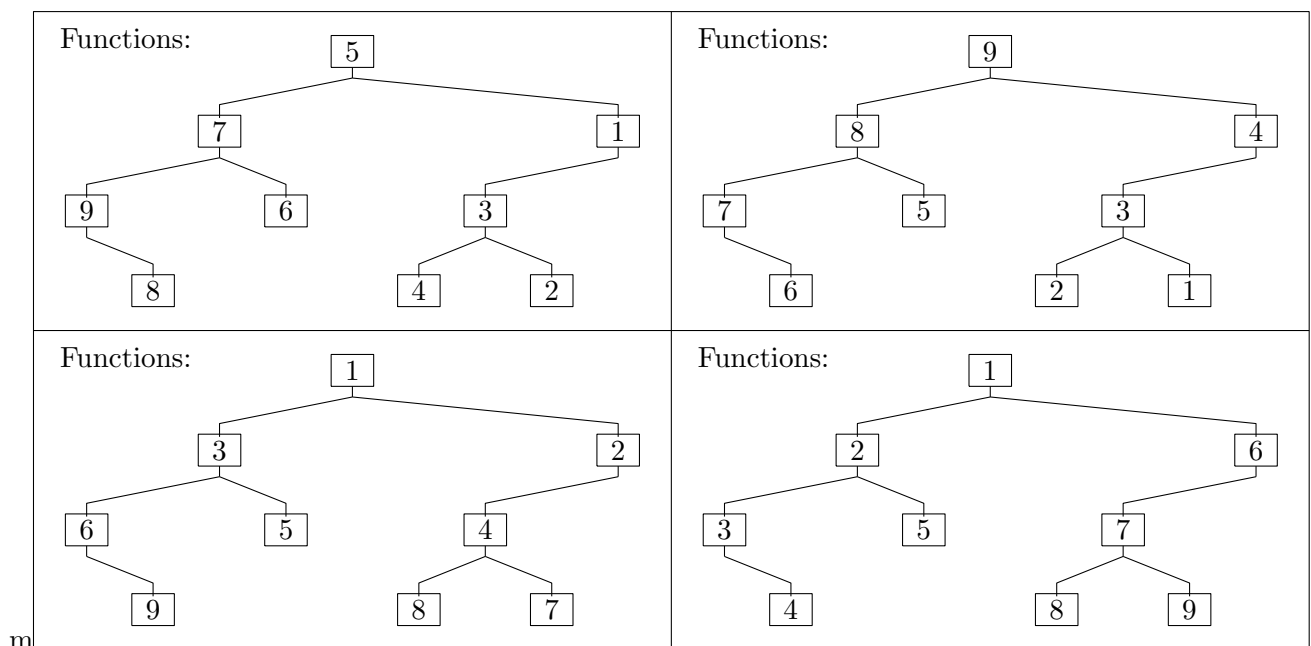 Functions: 5
7 1
9 6 3
8 4 2
Functions: 9
8 4
7 5 3
6 2 1
Functions: 1
3 2
6 5 4
9 8 7
Functions: 1
2 6
3 5 7
4 8 9
m